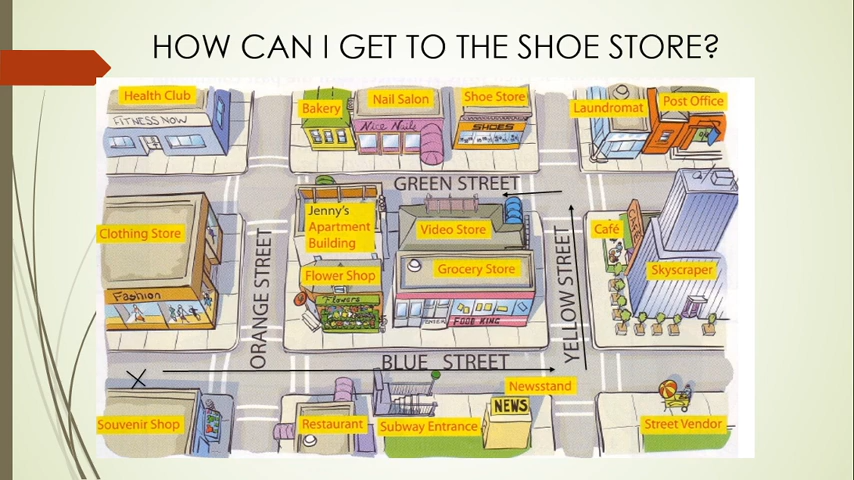 HOW CAN I GET TO THE SHOE STORE?
Health Club
Bakery
Nail Salon
Shoe Store
Laundromat
Post Office
FITNESS NOW
Nice Nails
SHOES
GREEN STREET
Clothing Store
Jenny's
Apartment
Building
Video Store
Café
CAFE
Flower Shop
Grocery Store
Skyscraper
Fashion
Flowers
FOOD KING
ORANGE STREET
YELLOW STREET
BLUE STREET
X
Newsstand
NEWS
Souvenir Shop
Restaurant
Subway Entrance
Street Vendor